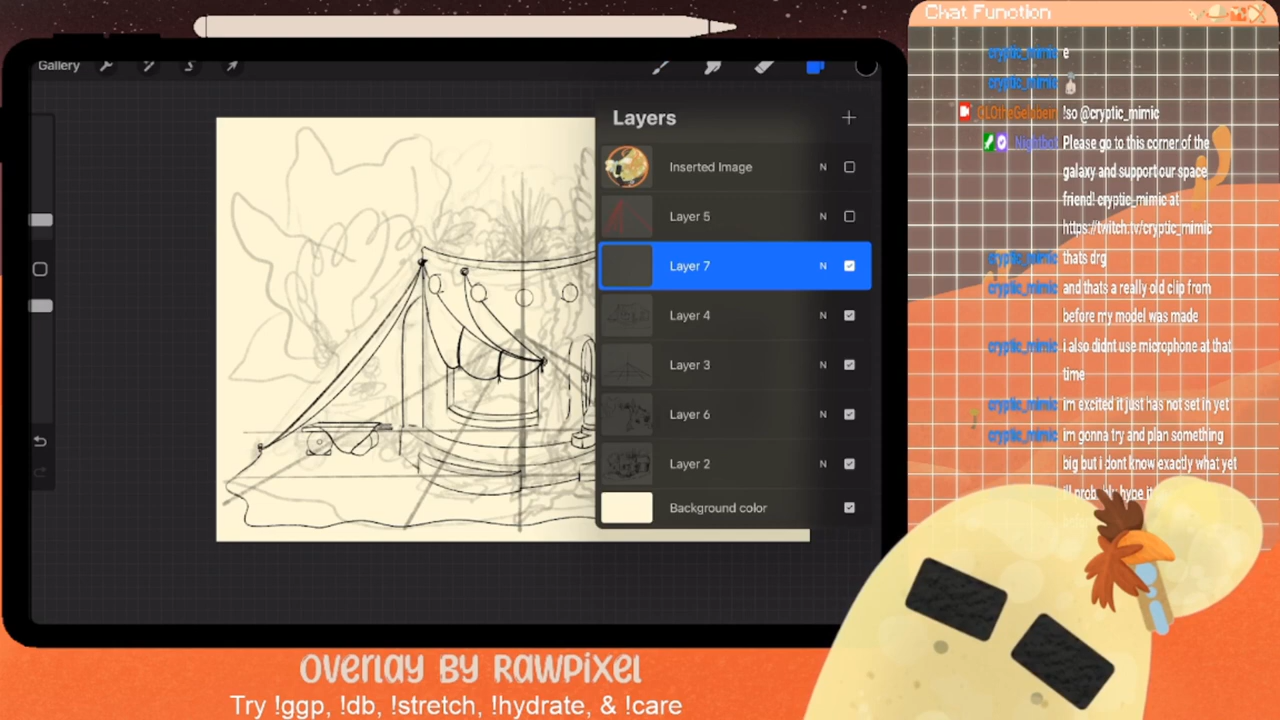 Gallery
Layers
Inserted Image N
Layer 5 N
Layer 7 N
Layer 4 N
Layer 3 N
Layer 6 N
Layer 2 N
Background color
Chat Function
cryptic_mimic e
cryptic_mimic
!so @cryptic_mimic
Nightbot Please go to this corner of the
galaxy and support our space
friend! cryptic_mimic at
https://twitch.tv/cryptic_mimic
cryptic_mimic thats drg
cryptic_mimic and thats a really old clip from
before my model was made
cryptic_mimic i also didnt use microphone at that
time
cryptic_mimic im excited it just has not set in yet
cryptic_mimic im gonna try and plan something
big but i dont know exactly what yet
OVERLAY BY RAWPIXEL
Try !ggp, !db, !stretch, !hydrate, & !care